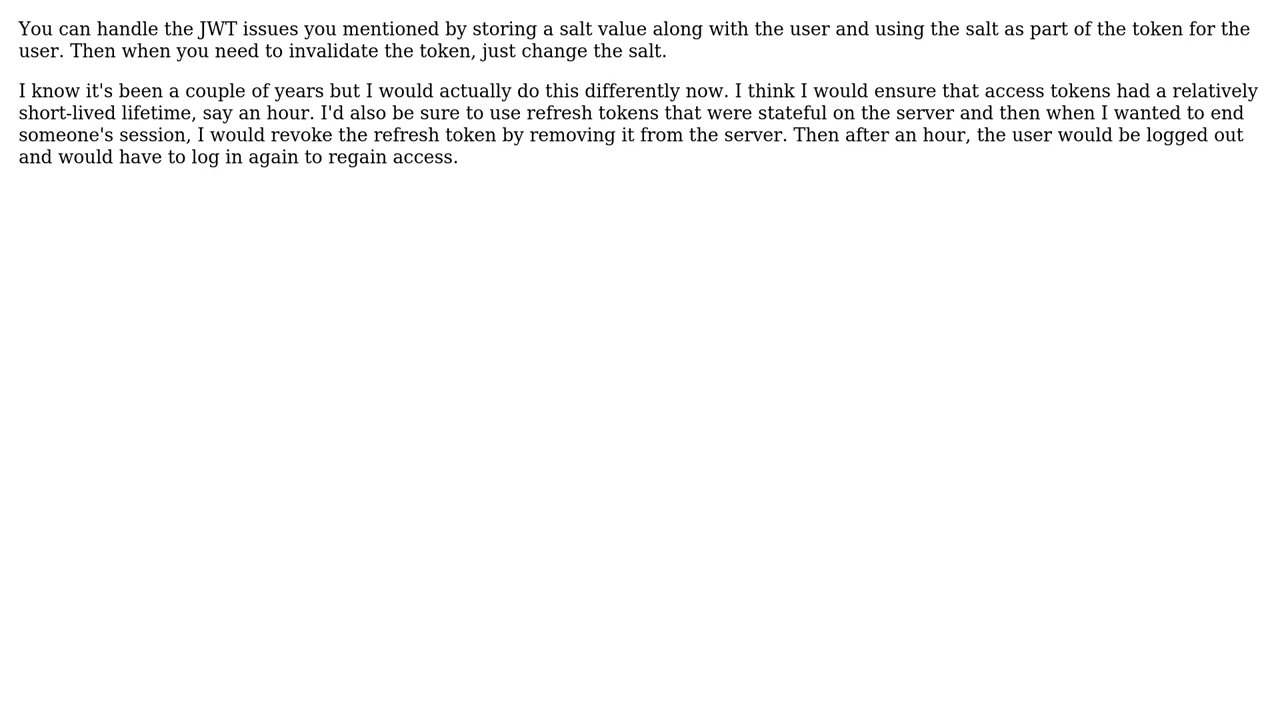 You can handle the JWT issues you mentioned by storing a salt value along with the user and using the salt as part of the token for the
user. Then when you need to invalidate the token, just change the salt.
I know it's been a couple of years but I would actually do this differently now. I think I would ensure that access tokens had a relatively
short-lived lifetime, say an hour. I'd also be sure to use refresh tokens that were stateful on the server and then when I wanted to end
someone's session, I would revoke the refresh token by removing it from the server. Then after an hour, the user would be logged out
and would have to log in again to regain access.